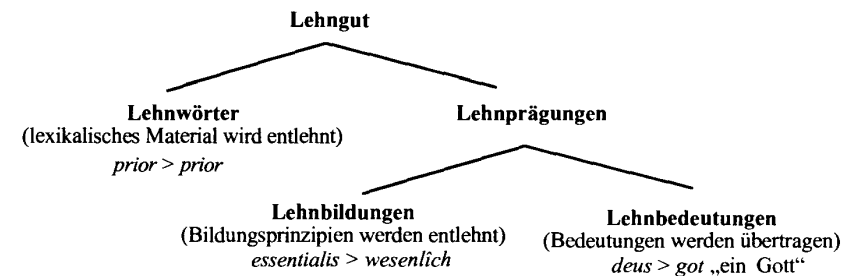 Lehngut
Lehnwörter
(lexikalisches Material wird entlehnt)
prior > prior
Lehnprägungen
Lehnbildungen
(Bildungsprinzipien werden entlehnt)
essentialis > wesenlîch
Lehnbedeutungen
(Bedeutungen werden übertragen)
deus > got „ein Gott“